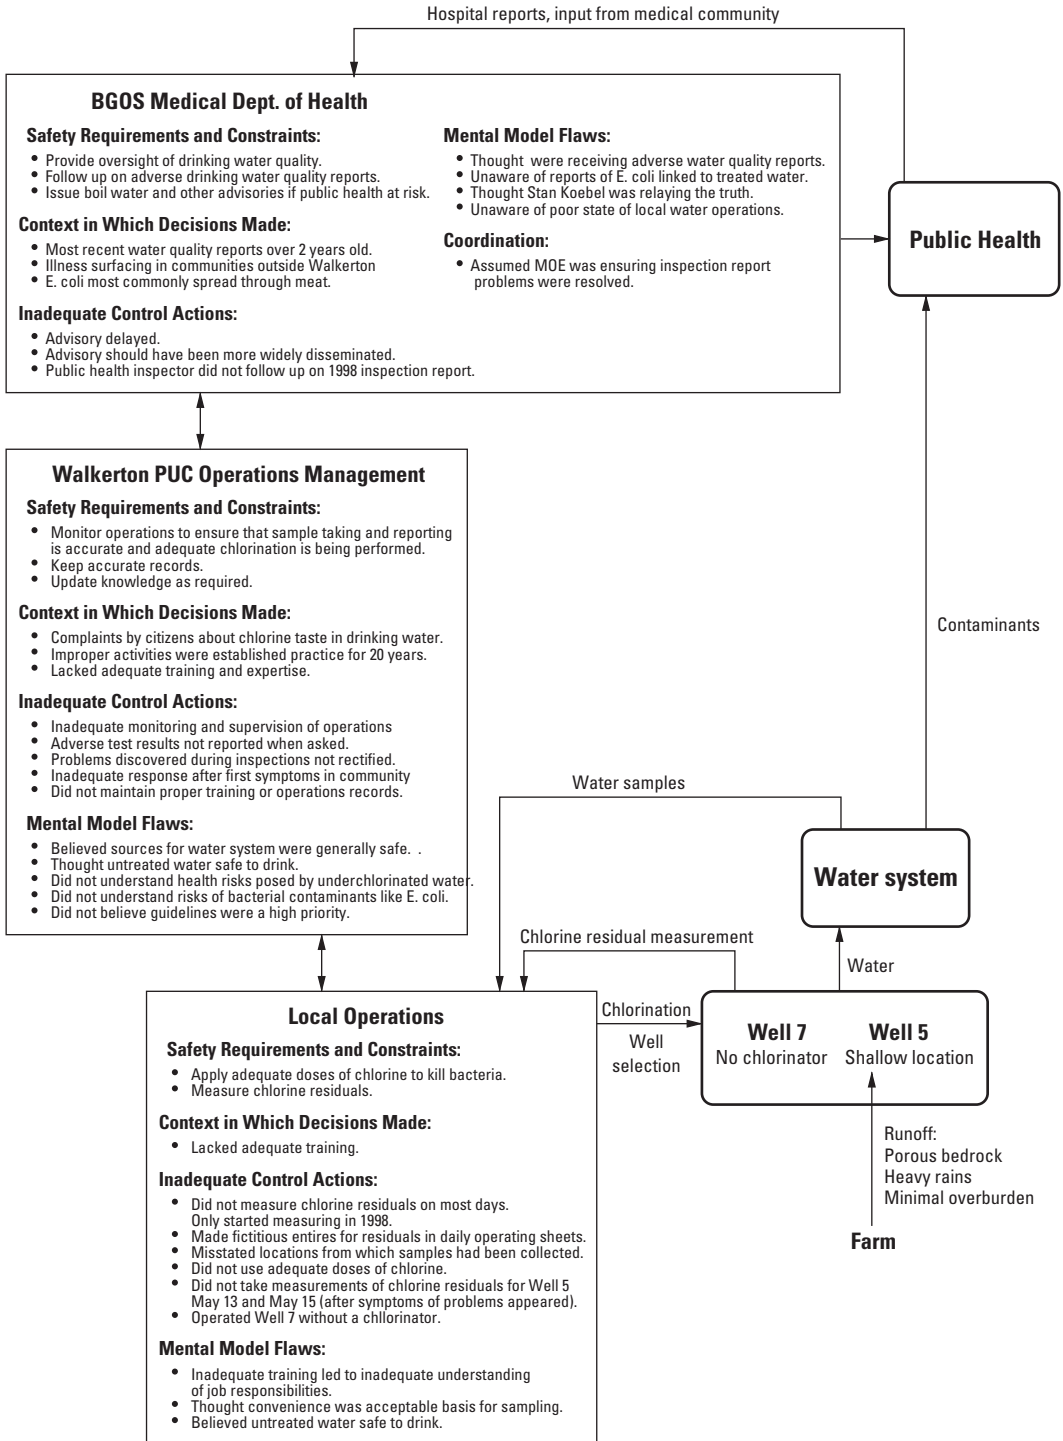 Hospital reports, input from medical community
BGOS Medical Dept. of Health
Safety Requirements and Constraints:
• Provide oversight of drinking water quality.
• Follow up on adverse drinking water quality reports.
• Issue boil water and other advisories if public health at risk.
Context in Which Decisions Made:
• Most recent water quality reports over 2 years old.
• Illness surfacing in communities outside Walkerton
• E. coli most commonly spread through meat.
Inadequate Control Actions:
• Advisory delayed.
• Advisory should have been more widely disseminated.
• Public health inspector did not follow up on 1998 inspection report.
Mental Model Flaws:
• Thought were receiving adverse water quality reports.
• Unaware of reports of E. coli linked to treated water.
• Thought Stan Koebel was relaying the truth.
• Unaware of poor state of local water operations.
Coordination:
• Assumed MOE was ensuring inspection report
problems were resolved.
Public Health
Walkerton PUC Operations Management
Safety Requirements and Constraints:
• Monitor operations to ensure that sample taking and reporting
is accurate and adequate chlorination is being performed.
• Keep accurate records.
• Update knowledge as required.
Context in Which Decisions Made:
• Complaints by citizens about chlorine taste in drinking water.
• Improper activities were established practice for 20 years.
• Lacked adequate training and expertise.
Inadequate Control Actions:
• Inadequate monitoring and supervision of operations
• Adverse test results not reported when asked.
• Problems discovered during inspections not rectified.
• Inadequate response after first symptoms in community
• Did not maintain proper training or operations records.
Mental Model Flaws:
• Believed sources for water system were generally safe. .
• Thought untreated water safe to drink.
• Did not understand health risks posed by underchlorinated water.
• Did not understand risks of bacterial contaminants like E. coli.
• Did not believe guidelines were a high priority.
Contaminants
Water samples
Water system
Chlorine residual measurement
Water
Local Operations
Safety Requirements and Constraints:
• Apply adequate doses of chlorine to kill bacteria.
• Measure chlorine residuals.
Context in Which Decisions Made:
• Lacked adequate training.
Inadequate Control Actions:
• Did not measure chlorine residuals on most days.
Only started measuring in 1998.
• Made fictitious entires for residuals in daily operating sheets.
• Misstated locations from which samples had been collected.
• Did not use adequate doses of chlorine.
• Did not take measurements of chlorine residuals for Well 5
May 13 and May 15 (after symptoms of problems appeared).
• Operated Well 7 without a chllorinator.
Mental Model Flaws:
• Inadequate training led to inadequate understanding
of job responsibilities.
• Thought convenience was acceptable basis for sampling.
• Believed untreated water safe to drink.
Chlorination
Well
selection
Well 7
No chlorinator
Well 5
Shallow location
Runoff:
Porous bedrock
Heavy rains
Minimal overburden
Farm